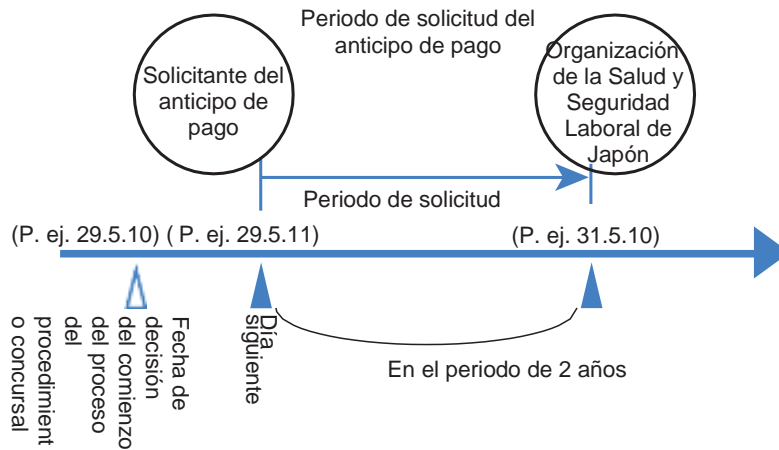 Periodo de solicitud del
anticipo de pago
Solicitante del
anticipo de
pago
Organización
de la Salud y
Seguridad
Laboral de
Japón
Periodo de solicitud
(P. ej. 29.5.10)
( P. ej. 29.5.11)
(P. ej. 31.5.10)
Fecha de
decisión
del comienzo
del proceso
del
procedimient
o concursal
Día
siguiente
En el periodo de 2 años